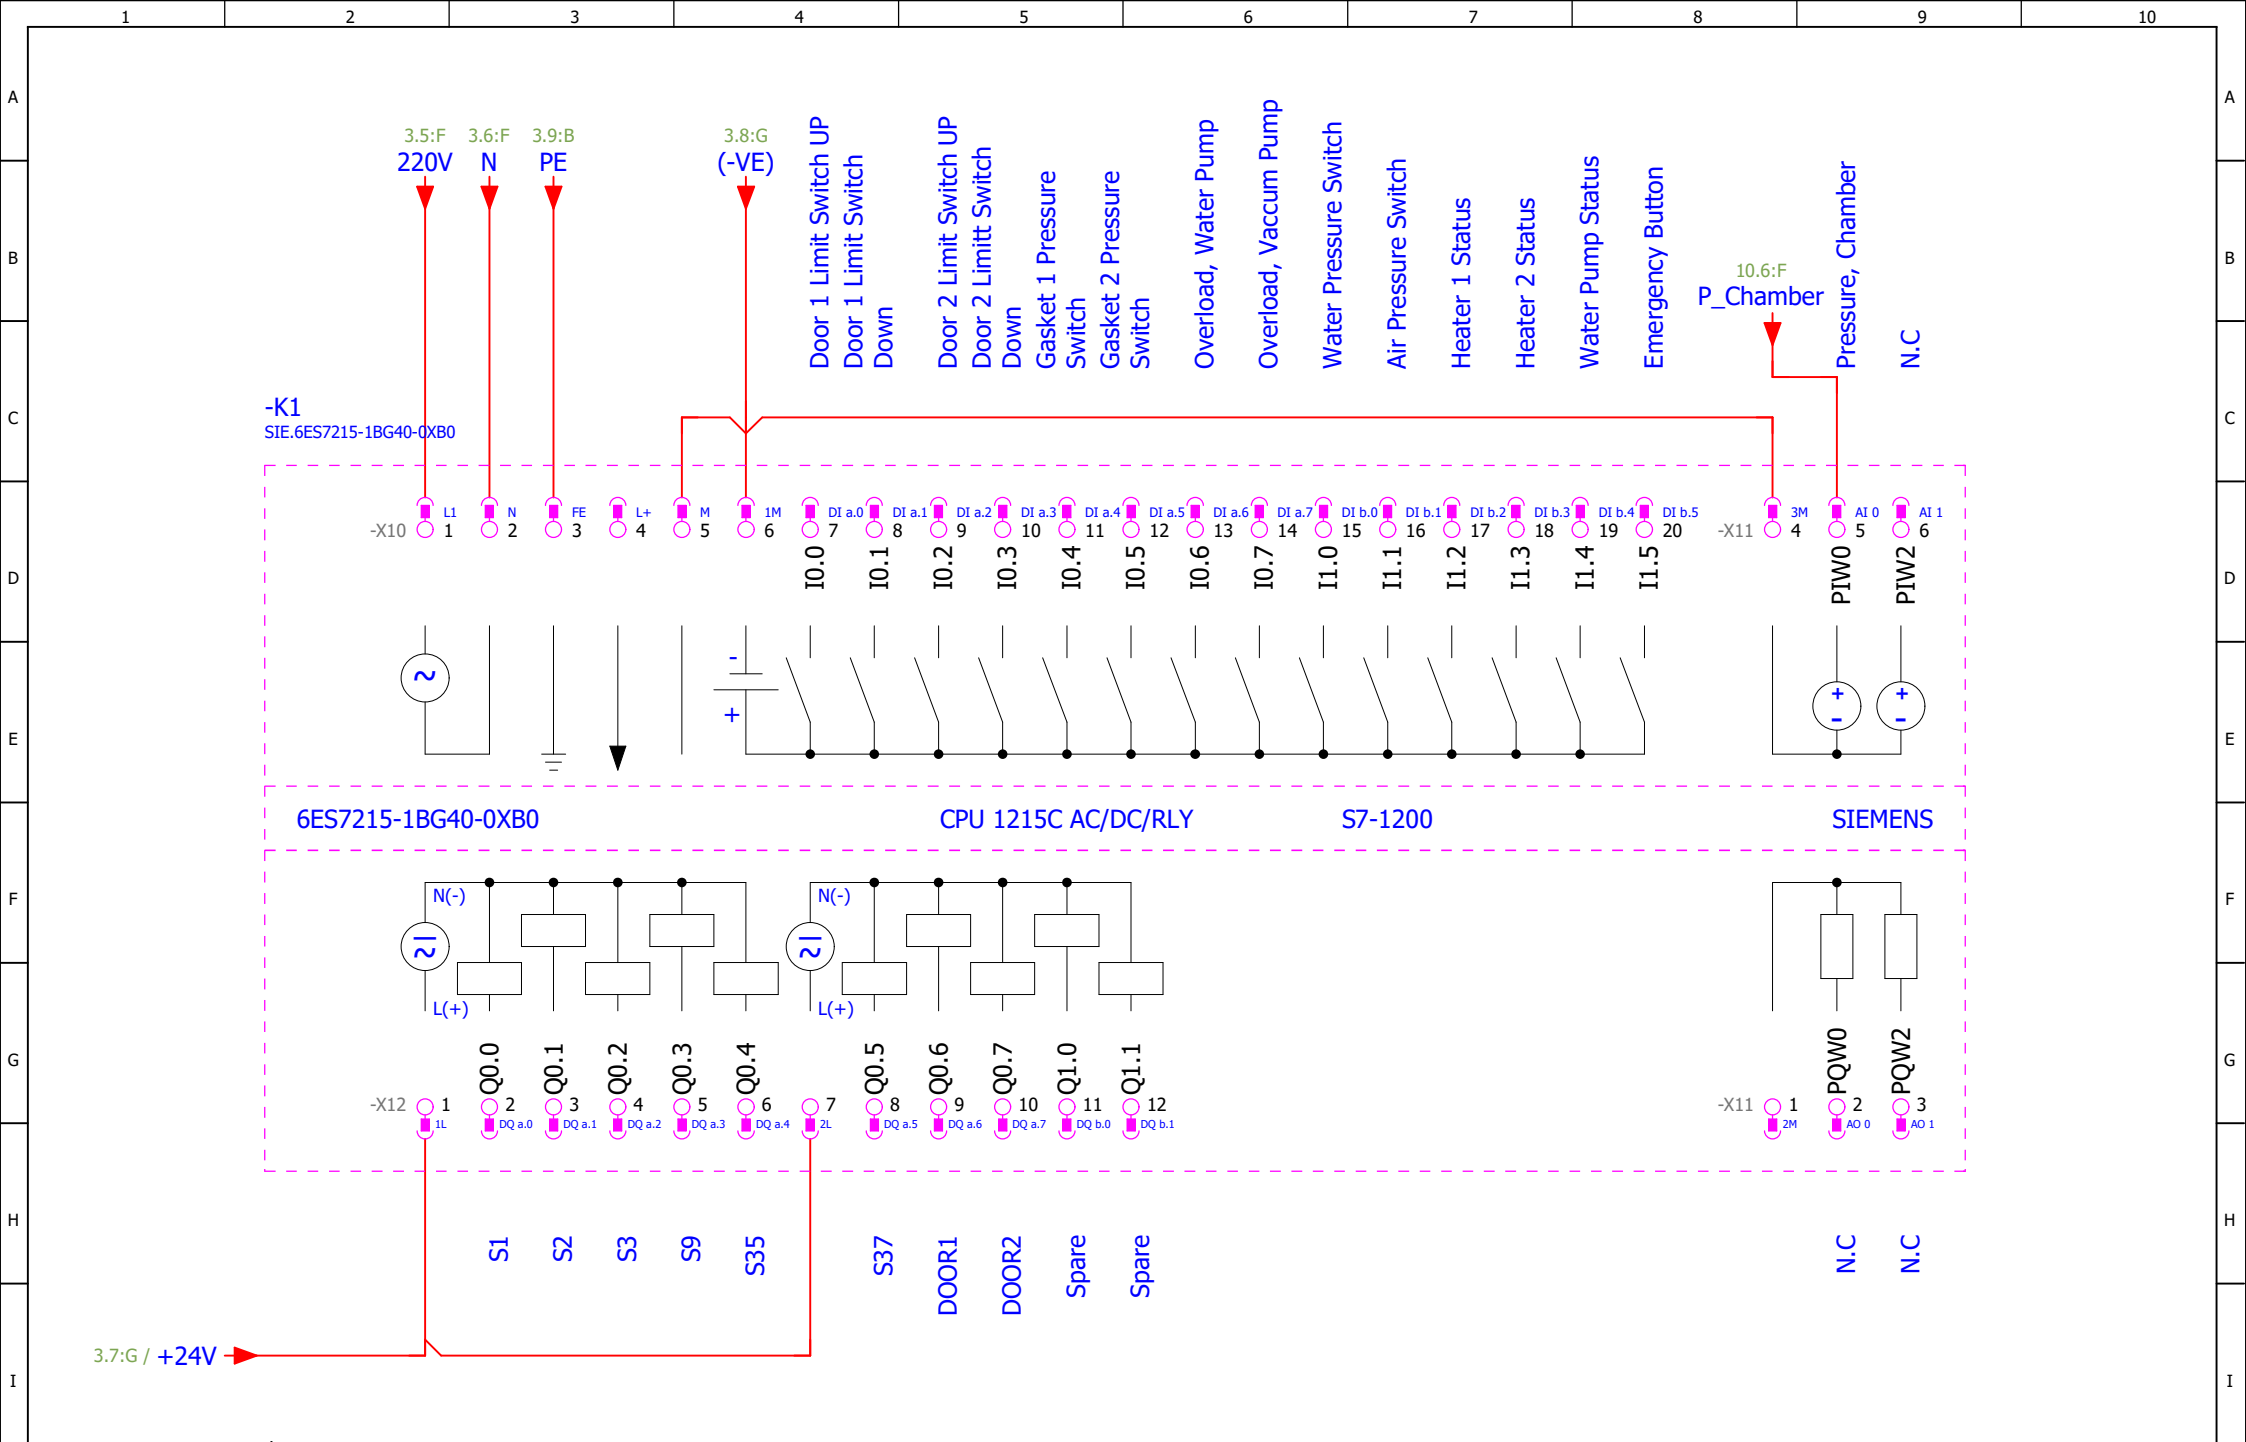 1 2 3 4 5 6 7 8 9 10
A A
3.5:F 3.6:F 3.9:B 3.8:G
220V N PE (-VE)
Door 1 Limit Switch UP
Door 1 Limit Switch
Down
Door 2 Limit Switch UP
Door 2 Limitt Switch
Down
Gasket 1 Pressure
Switch
Gasket 2 Pressure
Switch
Overload, Water Pump
Overload, Vaccum Pump
Water Pressure Switch
Air Pressure Switch
Heater 1 Status
Heater 2 Status
Water Pump Status
Emergency Button
B B
10.6:F
P_Chamber
Pressure, Chamber
N.C
-K1
SIE.6ES7215-1BG40-0XB0
C C
L1 N FE L+ M 1M DI a.0 DI a.1 DI a.2 DI a.3 DI a.4 DI a.5 DI a.6 DI a.7 DI b.0 DI b.1 DI b.2 DI b.3 DI b.4 DI b.5 3M AI 0 AI 1
-X10 1 2 3 4 5 6 7 8 9 10 11 12 13 14 15 16 17 18 19 20 -X11 4 5 6
I0.0 I0.1 I0.2 I0.3 I0.4 I0.5 I0.6 I0.7 I1.0 I1.1 I1.2 I1.3 I1.4 I1.5 PIW0 PIW2
D D
~ - + + - + -
E E
6ES7215-1BG40-0XB0 CPU 1215C AC/DC/RLY S7-1200 SIEMENS
N(-) N(-)
F F
L(+) L(+)
Q0.0 Q0.1 Q0.2 Q0.3 Q0.4 Q0.5 Q0.6 Q0.7 Q1.0 Q1.1 PQW0 PQW2
G G
-X12 1 2 3 4 5 6 7 8 9 10 11 12 -X11 1 2 3
1L DQ a.0 DQ a.1 DQ a.2 DQ a.3 DQ a.4 2L DQ a.5 DQ a.6 DQ a.7 DQ b.0 DQ b.1 2M AO 0 AO 1
H H
S1 S2 S3 S9 S35 S37 DOOR1 DOOR2 Spare Spare N.C N.C
3.7:G / +24V
I I